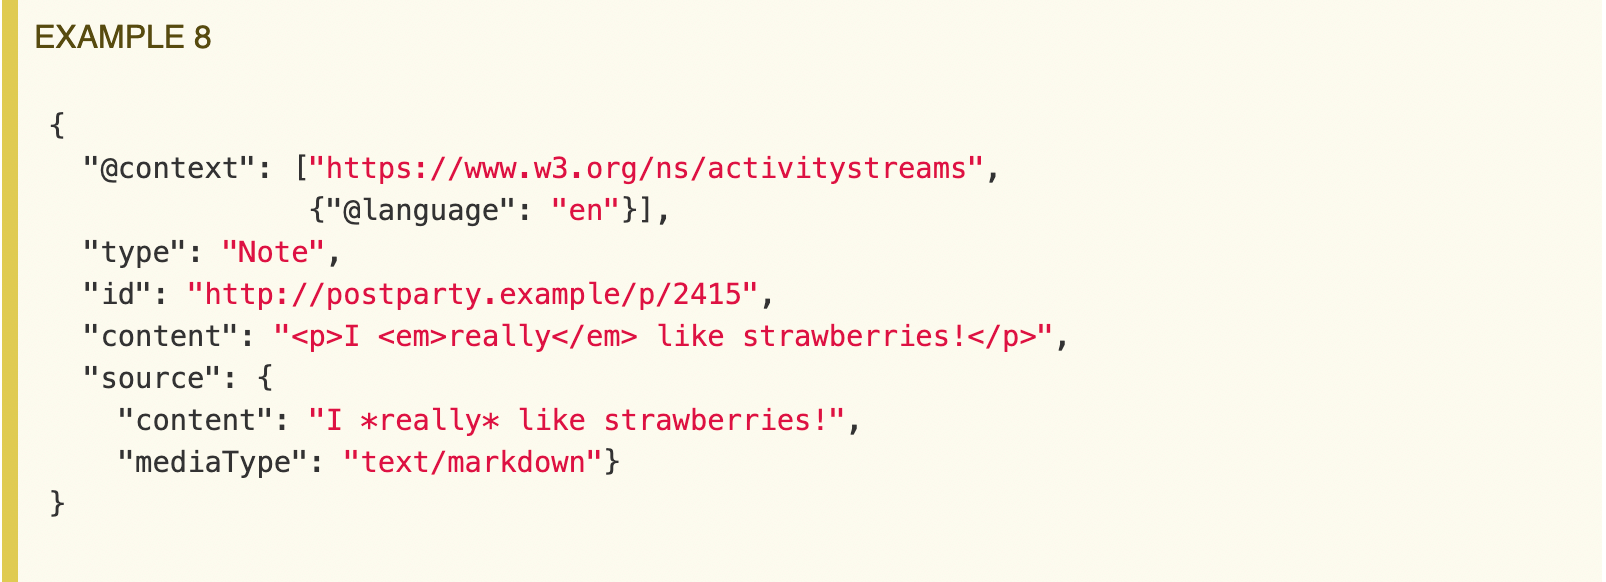 EXAMPLE 8
{
  "@context": ["https://www.w3.org/ns/activitystreams",
               {"@language": "en"}],
  "type": "Note",
  "id": "http://postparty.example/p/2415",
  "content": "<p>I <em>really</em> like strawberries!</p>",
  "source": {
    "content": "I *really* like strawberries!",
    "mediaType": "text/markdown"}
}